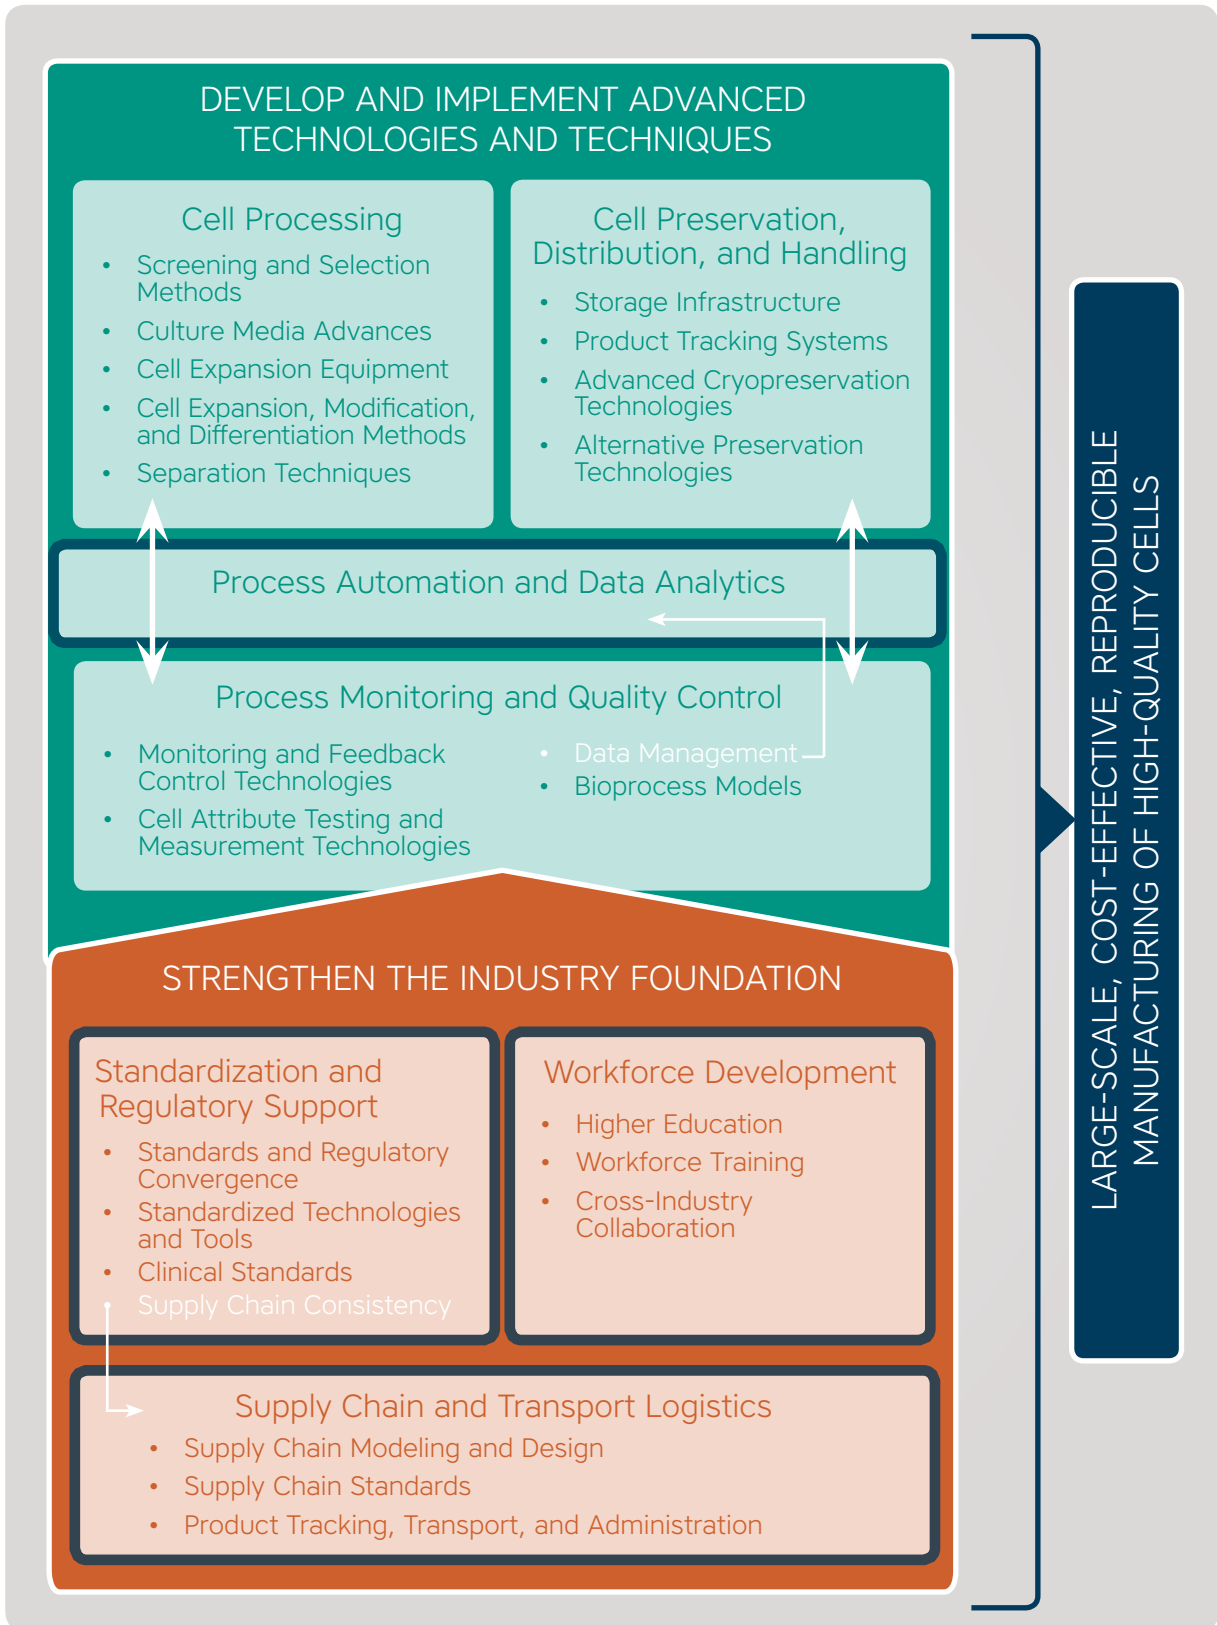 DEVELOP AND IMPLEMENT ADVANCED
TECHNOLOGIES AND TECHNIQUES
Cell Processing
• Screening and Selection
Methods
• Culture Media Advances
• Cell Expansion Equipment
• Cell Expansion, Modification,
and Differentiation Methods
• Separation Techniques
Cell Preservation,
Distribution, and Handling
• Storage Infrastructure
• Product Tracking Systems
• Advanced Cryopreservation
Technologies
• Alternative Preservation
Technologies
Process Automation and Data Analytics
Process Monitoring and Quality Control
• Monitoring and Feedback
Control Technologies
• Cell Attribute Testing and
Measurement Technologies
• Data Management
• Bioprocess Models
STRENGTHEN THE INDUSTRY FOUNDATION
Standardization and
Regulatory Support
• Standards and Regulatory
Convergence
• Standardized Technologies
and Tools
• Clinical Standards
• Supply Chain Consistency
Workforce Development
• Higher Education
• Workforce Training
• Cross-Industry
Collaboration
Supply Chain and Transport Logistics
• Supply Chain Modeling and Design
• Supply Chain Standards
• Product Tracking, Transport, and Administration
LARGE-SCALE, COST-EFFECTIVE, REPRODUCIBLE
MANUFACTURING OF HIGH-QUALITY CELLS